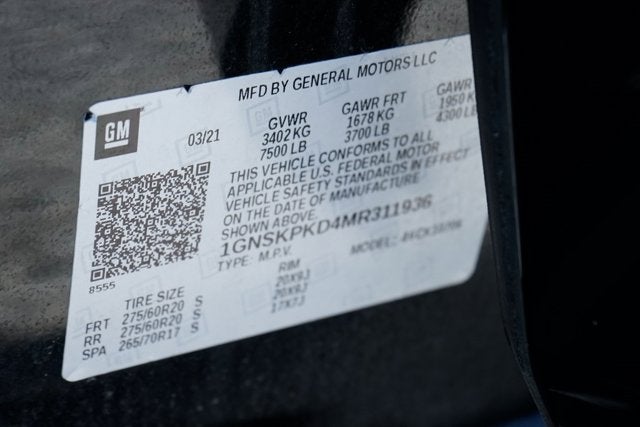 MFD BY GENERAL MOTORS LLC
GM
03/21
GVWR
3402 KG
7500 LB
GAWR FRT
1678 KG
3700 LB
GAWR
1950 K
4300 LB
THIS VEHICLE CONFORMS TO ALL
APPLICABLE U.S. FEDERAL MOTOR
VEHICLE SAFETY STANDARDS IN EFFECT
ON THE DATE OF MANUFACTURE
SHOWN ABOVE.
1GNSKPKD4MR311936
TYPE: M.P.V. MODEL:
8555
TIRE SIZE RIM
FRT 275/60R20 S 20X9J
RR 275/60R20 S 20X9J
SPA 265/70R17 S 17X7J